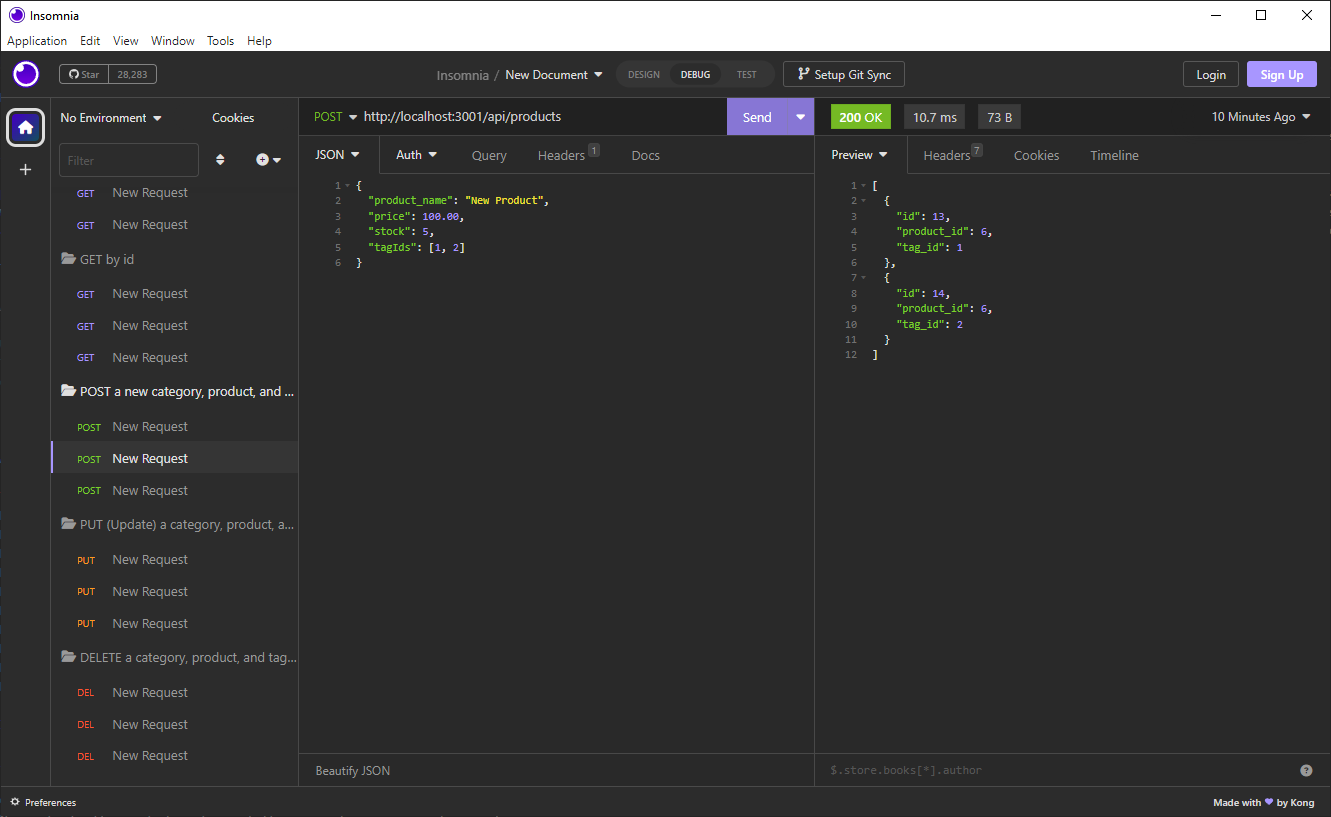 Insomnia
Application Edit View Window Tools Help
Star 28,283
Insomnia / New Document
DESIGN DEBUG TEST
Setup Git Sync
Login Sign Up
No Environment Cookies
Filter
GET New Request
GET New Request
GET by id
GET New Request
GET New Request
GET New Request
POST a new category, product, and ...
POST New Request
POST New Request
POST New Request
PUT (Update) a category, product, a...
PUT New Request
PUT New Request
PUT New Request
DELETE a category, product, and tag...
DEL New Request
DEL New Request
DEL New Request
POST http://localhost:3001/api/products Send
JSON Auth Query Headers 1 Docs
1 {
2 "product_name": "New Product",
3 "price": 100.00,
4 "stock": 5,
5 "tagIds": [1, 2]
6 }
Beautify JSON
200 OK 10.7 ms 73 B 10 Minutes Ago
Preview Headers 7 Cookies Timeline
1 [
2 {
3 "id": 13,
4 "product_id": 6,
5 "tag_id": 1
6 },
7 {
8 "id": 14,
9 "product_id": 6,
10 "tag_id": 2
11 }
12 ]
$.store.books[*].author ?
Preferences
Made with ♥ by Kong